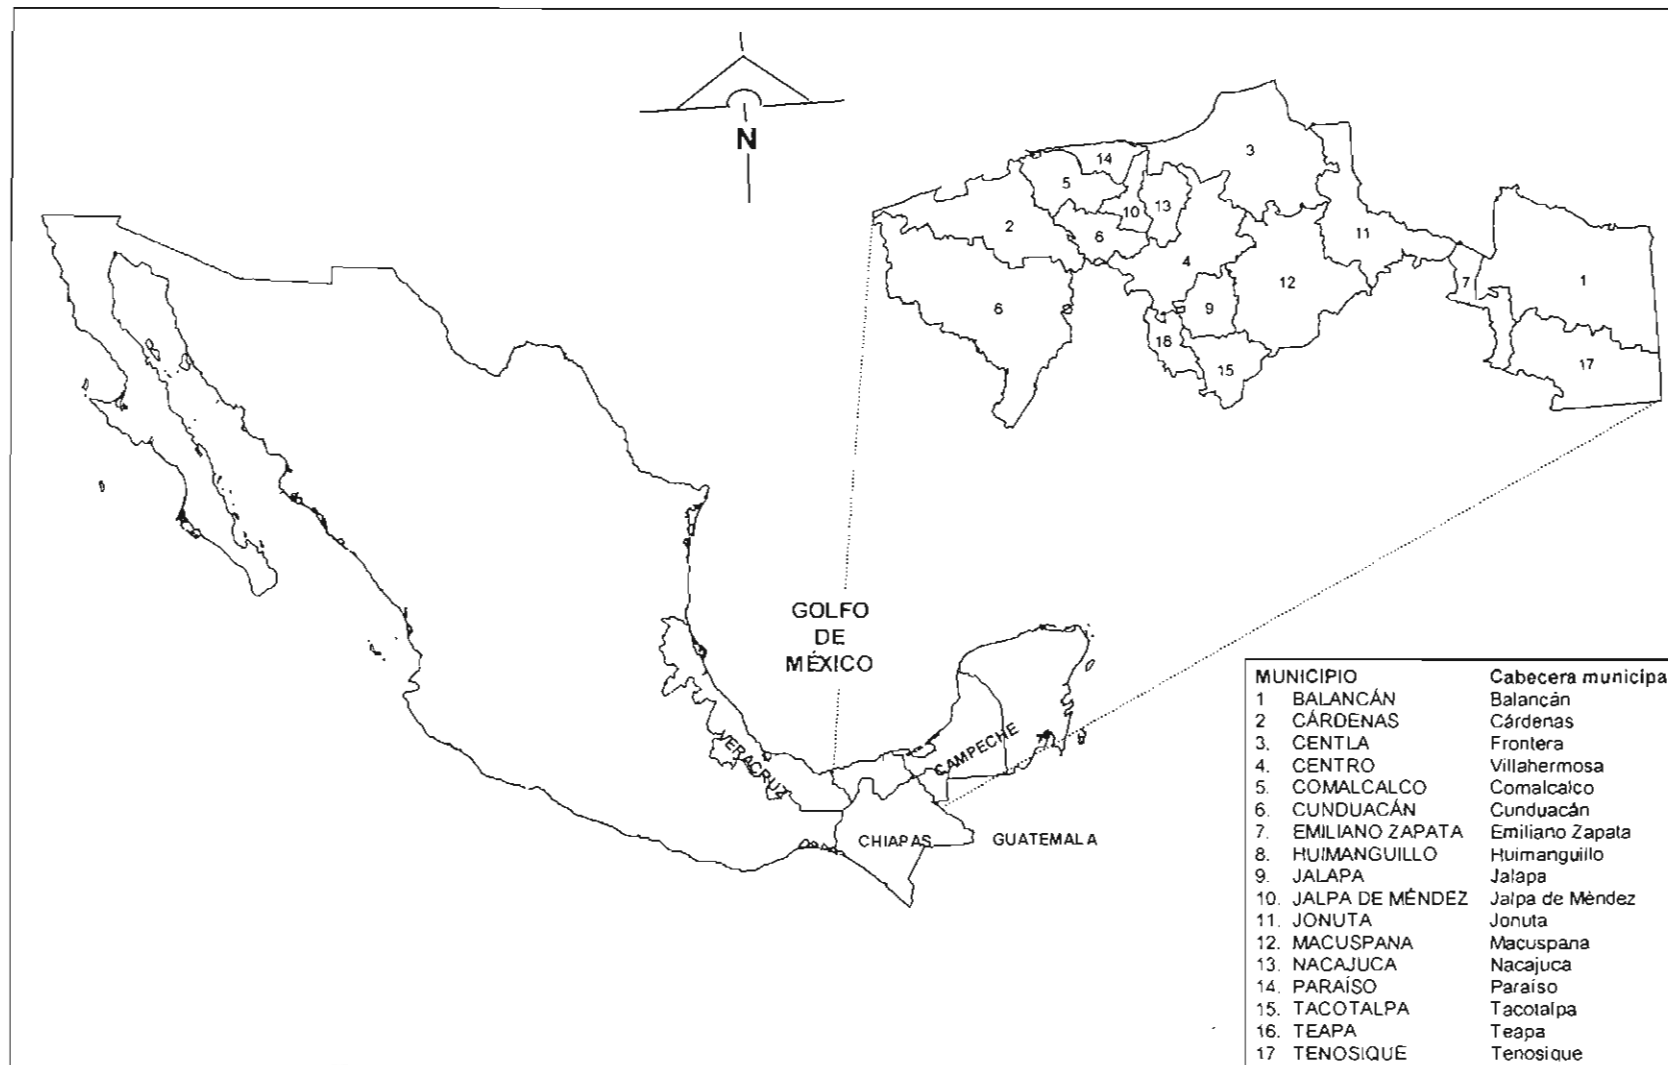 N
3
14
5
13
10
2
6
11
4
12
7
1
6
9
16
15
17
GOLFO
DE
MÉXICO
VERACRUZ
CAMPECHE
CHIAPAS
GUATEMALA
MUNICIPIO Cabecera municipa
1 BALANCÁN Balancán
2 CÁRDENAS Cárdenas
3. CENTLA Frontera
4. CENTRO Villahermosa
5. COMALCALCO Comalcalco
6. CUNDUACÁN Cunduacán
7. EMILIANO ZAPATA Emiliano Zapata
8. HUIMANGUILLO Huimanguillo
9. JALAPA Jalapa
10. JALPA DE MÉNDEZ Jalpa de Méndez
11. JONUTA Jonuta
12. MACUSPANA Macuspana
13. NACAJUCA Nacajuca
14. PARAÍSO Paraíso
15. TACOTALPA Tacotalpa
16. TEAPA Teapa
17 TENOSIQUE Tenosique